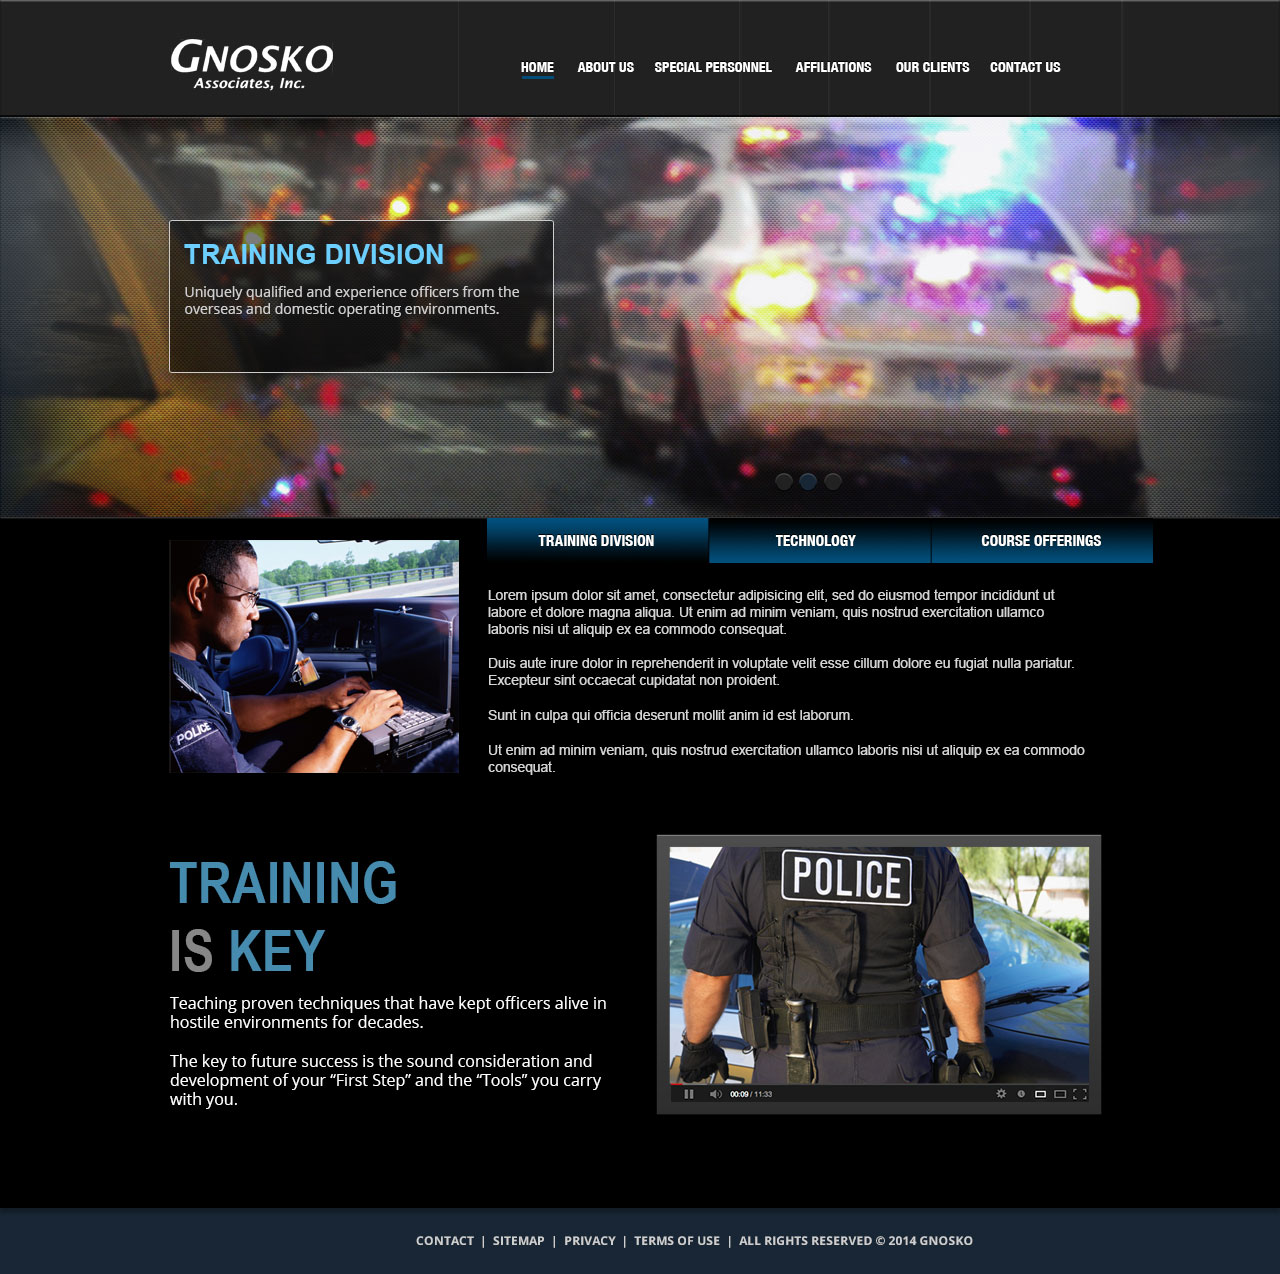 GNOSKO
Associates, Inc.
HOME ABOUT US SPECIAL PERSONNEL AFFILIATIONS OUR CLIENTS CONTACT US
TRAINING DIVISION
Uniquely qualified and experience officers from the
overseas and domestic operating environments.
TRAINING DIVISION TECHNOLOGY COURSE OFFERINGS
POLICE
Lorem ipsum dolor sit amet, consectetur adipisicing elit, sed do eiusmod tempor incididunt ut
labore et dolore magna aliqua. Ut enim ad minim veniam, quis nostrud exercitation ullamco
laboris nisi ut aliquip ex ea commodo consequat.
Duis aute irure dolor in reprehenderit in voluptate velit esse cillum dolore eu fugiat nulla pariatur.
Excepteur sint occaecat cupidatat non proident.
Sunt in culpa qui officia deserunt mollit anim id est laborum.
Ut enim ad minim veniam, quis nostrud exercitation ullamco laboris nisi ut aliquip ex ea commodo
consequat.
TRAINING
IS KEY
Teaching proven techniques that have kept officers alive in
hostile environments for decades.
The key to future success is the sound consideration and
development of your “First Step” and the “Tools” you carry
with you.
POLICE
00:09 / 11:33
CONTACT | SITEMAP | PRIVACY | TERMS OF USE | ALL RIGHTS RESERVED © 2014 GNOSKO